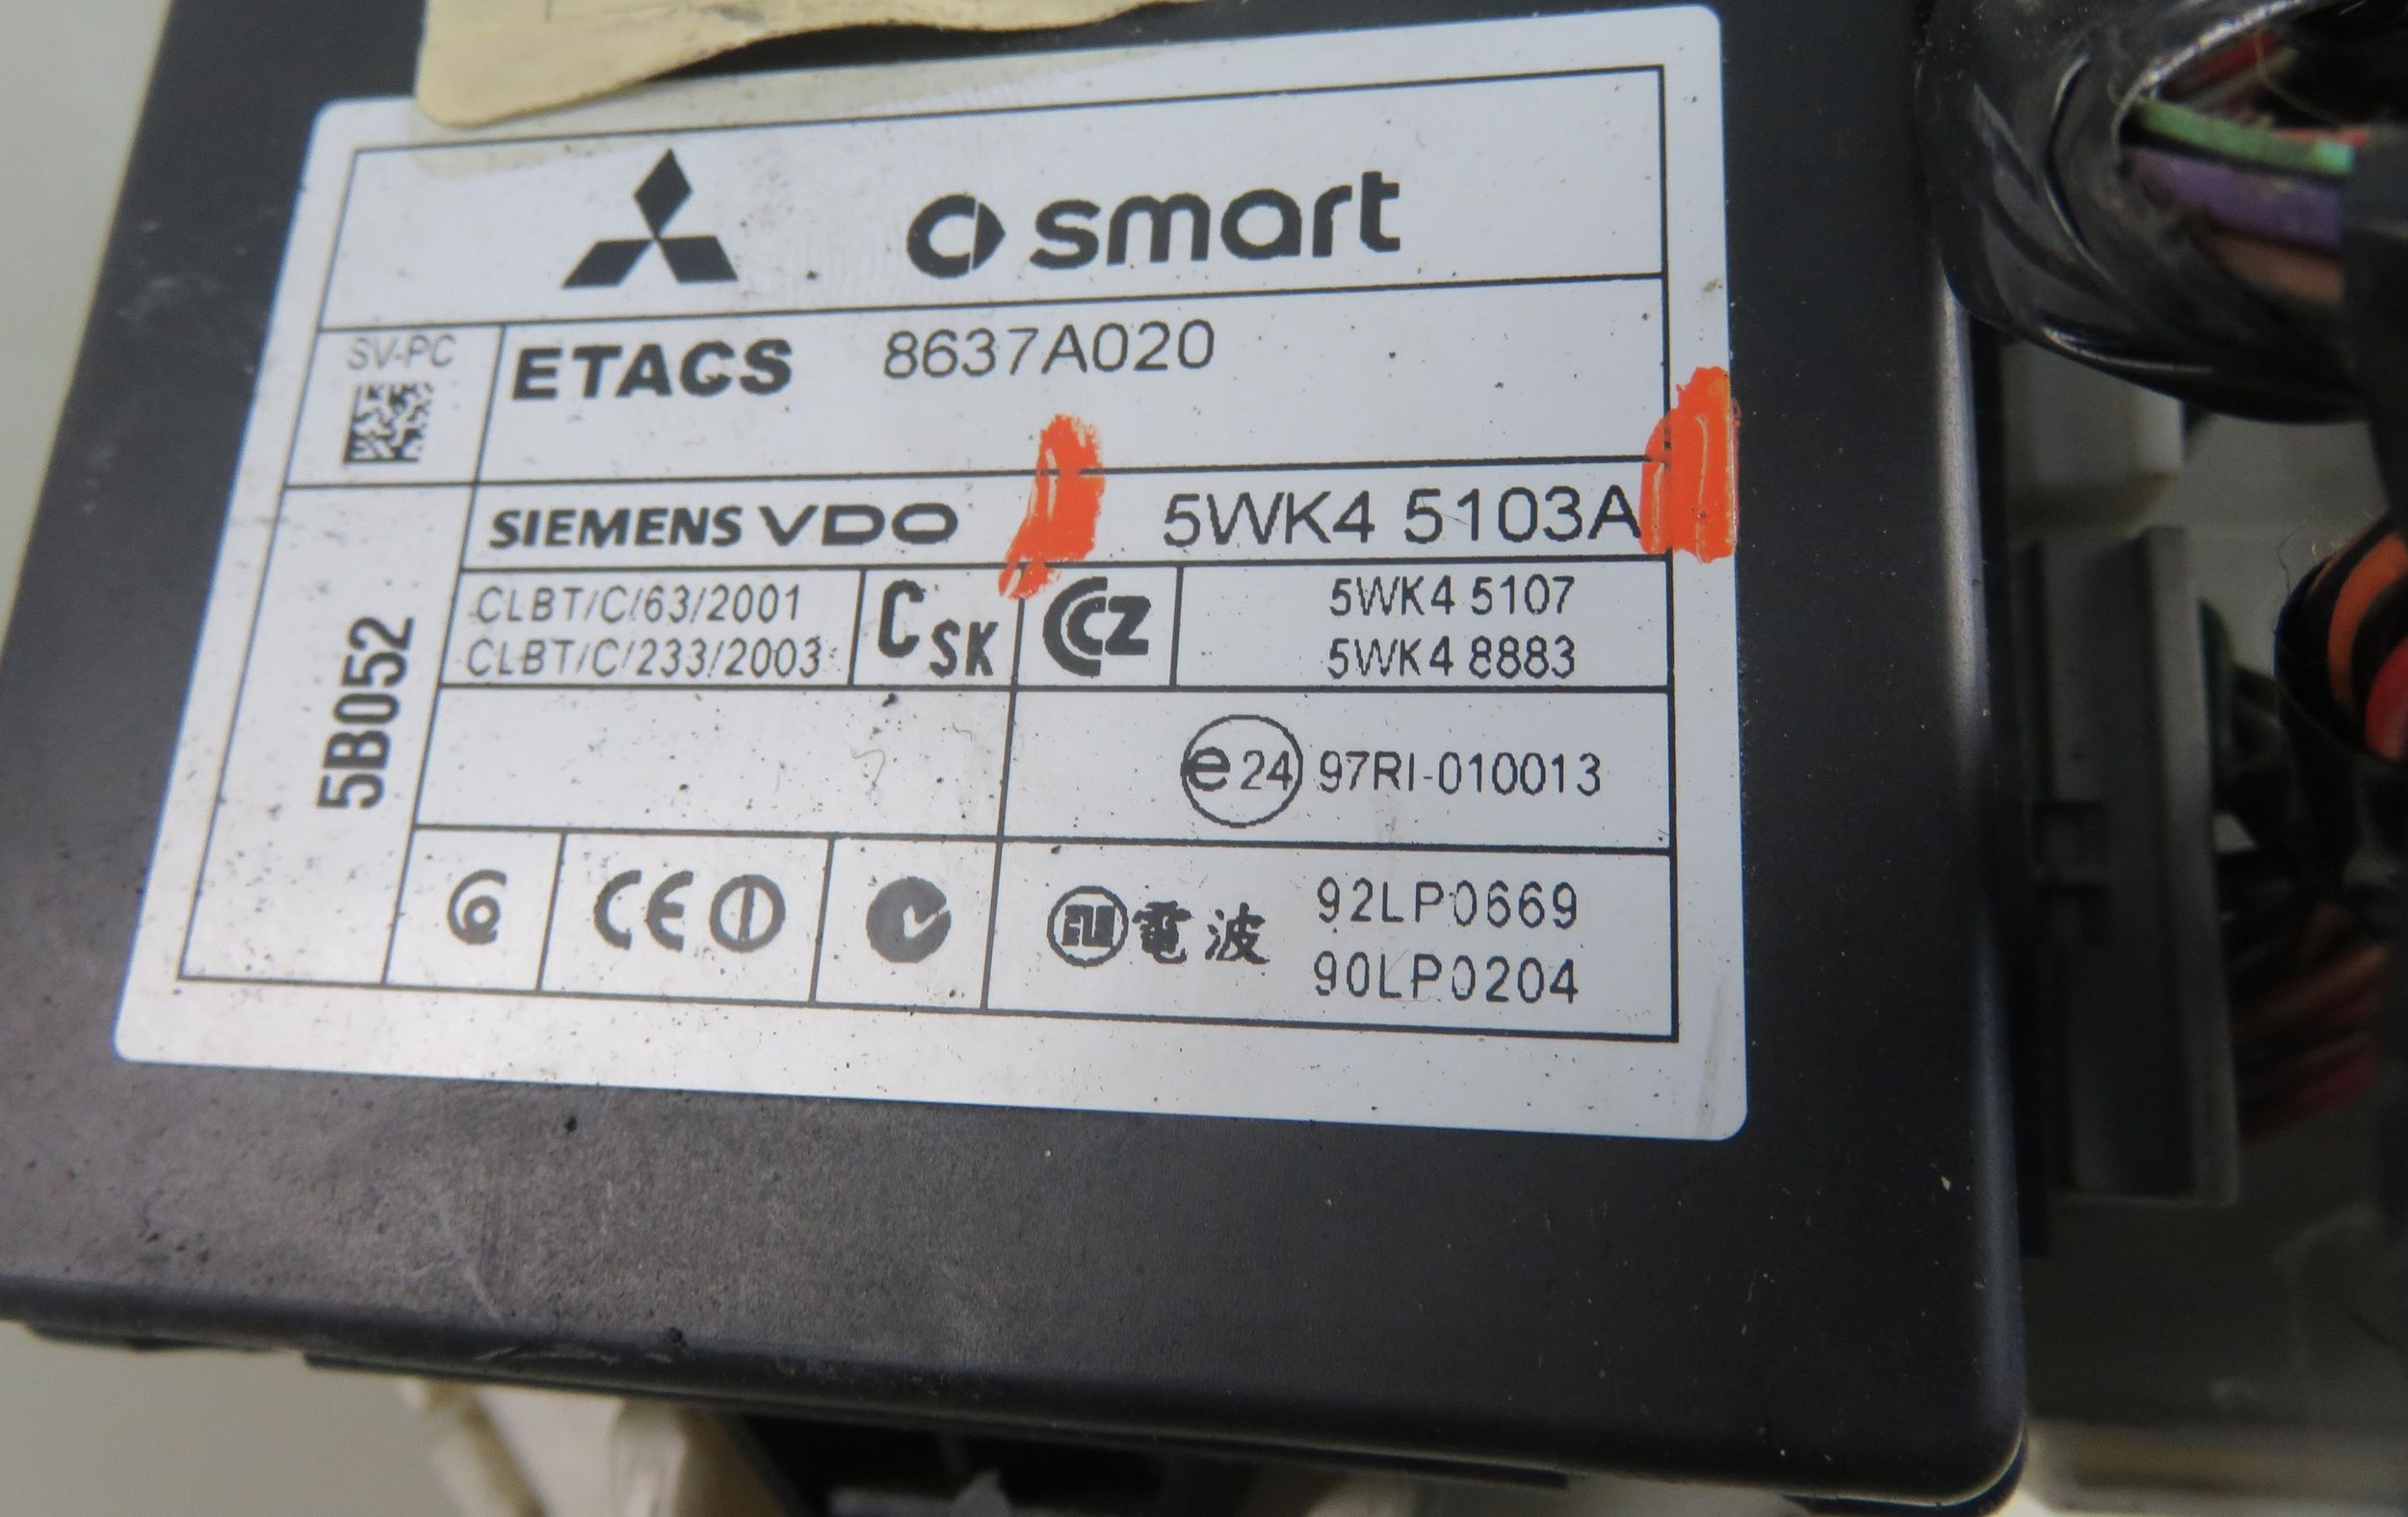 smart
SV-PC
ETACS 8637A020
SIEMENS VDO 5WK4 5103A
5B052
CLBT/C/63/2001
CLBT/C/233/2003
CSK
CCZ
5WK4 5107
5WK4 8883
e24 97RI-010013
CE
電波
92LP0669
90LP0204